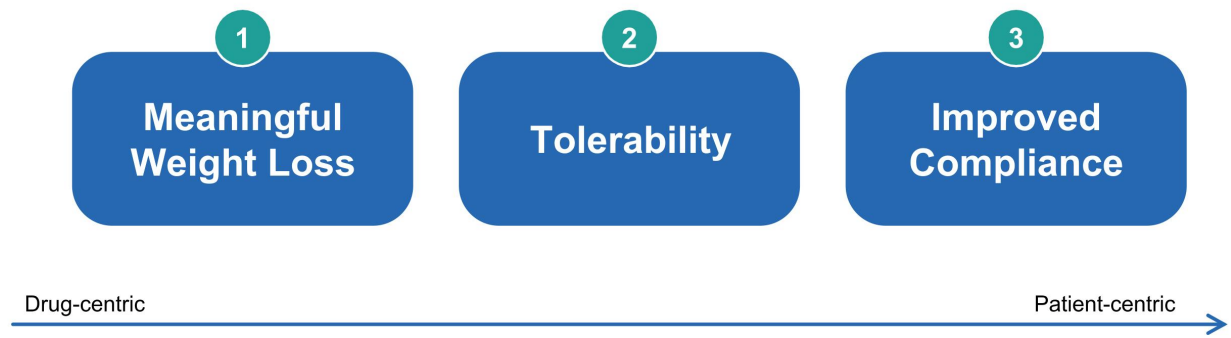 1
Meaningful
Weight Loss
2
Tolerability
3
Improved
Compliance
Drug-centric
Patient-centric